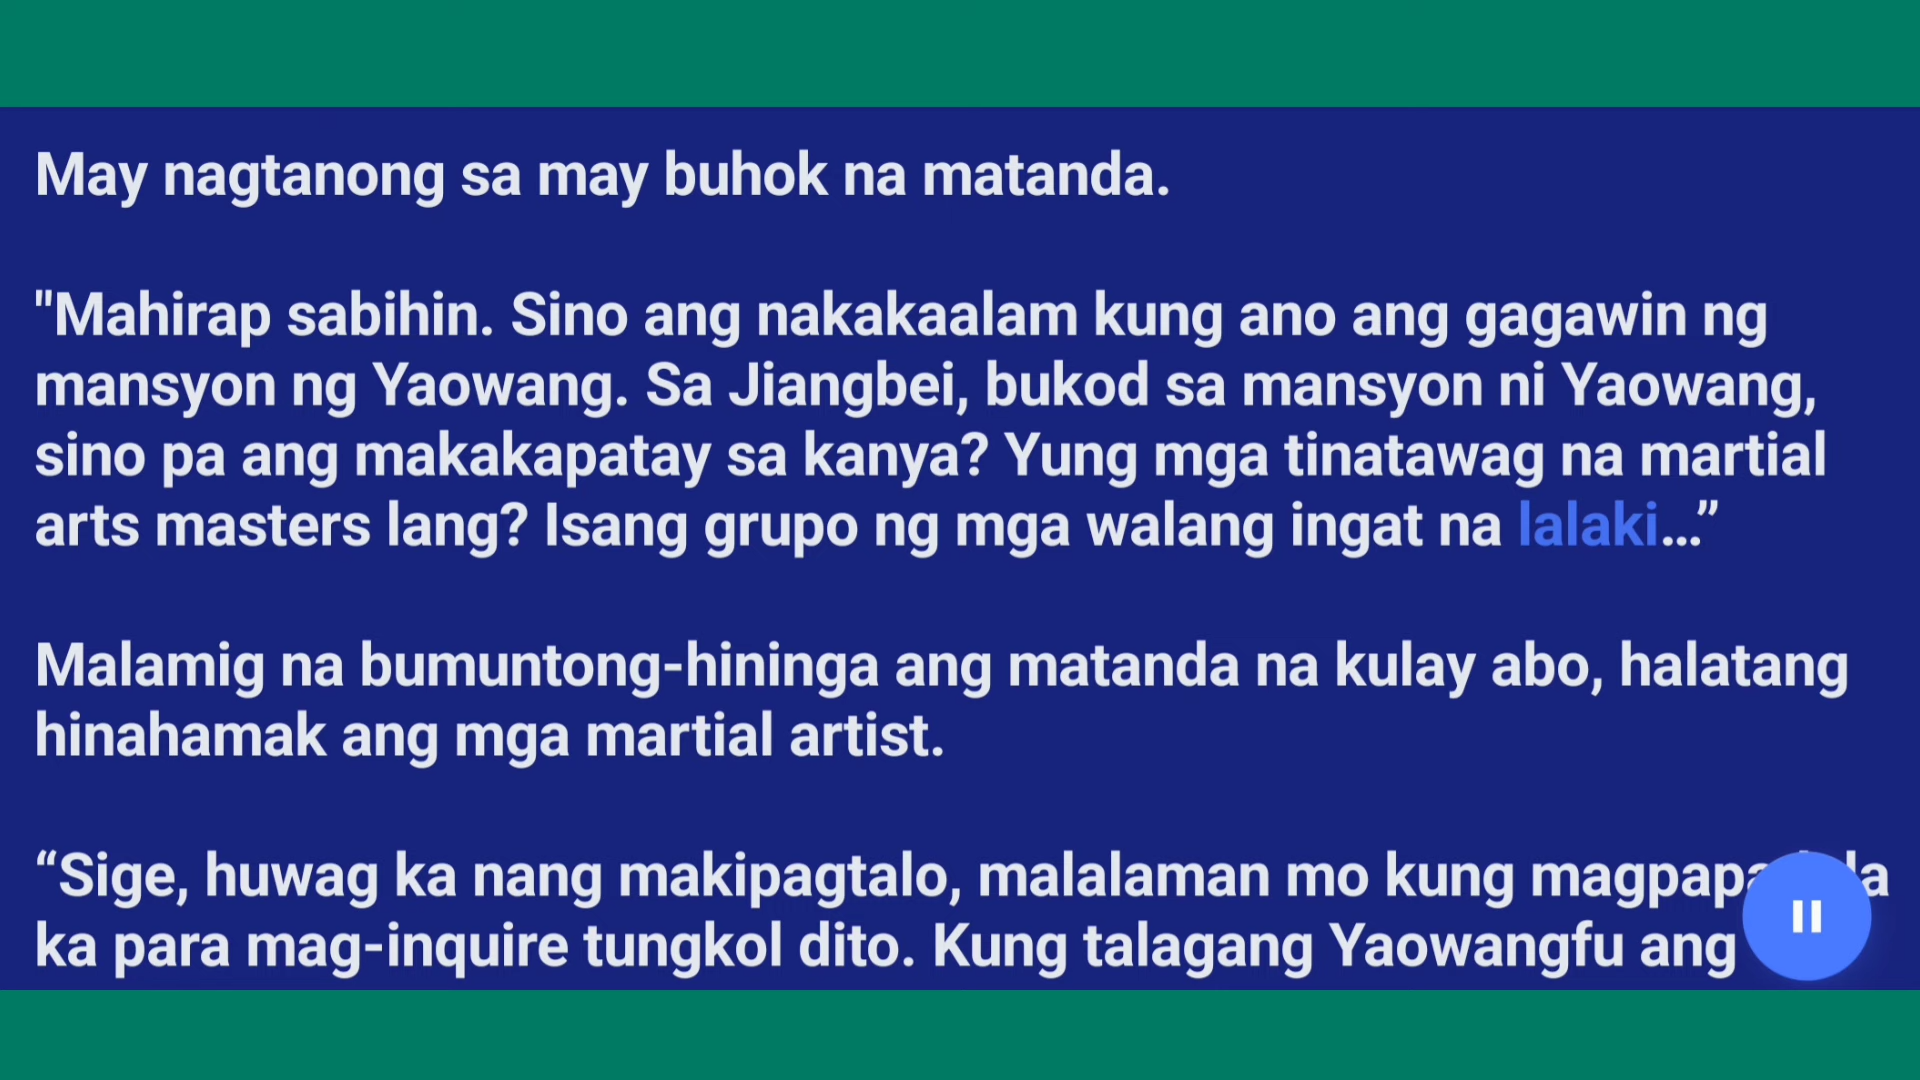 May nagtanong sa may buhok na matanda.
"Mahirap sabihin. Sino ang nakakaalam kung ano ang gagawin ng
mansyon ng Yaowang. Sa Jiangbei, bukod sa mansyon ni Yaowang,
sino pa ang makakapatay sa kanya? Yung mga tinatawag na martial
arts masters lang? Isang grupo ng mga walang ingat na lalaki…”
Malamig na bumuntong-hininga ang matanda na kulay abo, halatang
hinahamak ang mga martial artist.
“Sige, huwag ka nang makipagtalo, malalaman mo kung
ka para mag-inquire tungkol dito. Kung talagang Yaowangfu ang